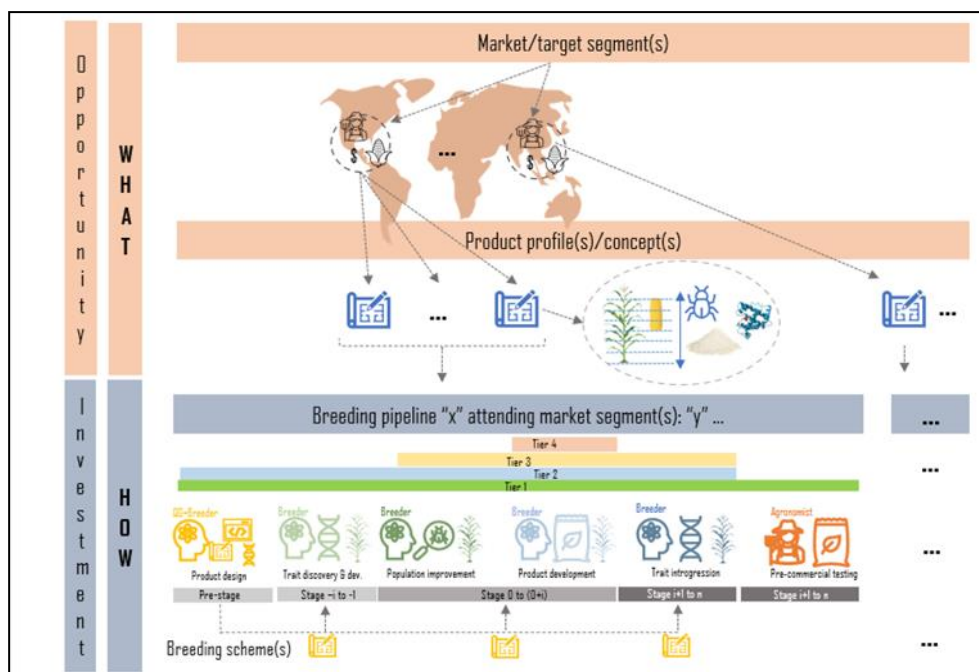 Opportunity
WHAT
Market/target segment(s)
$
...
$
Product profile(s)/concept(s)
...
...
Investment
HOW
Breeding pipeline “x” attending market segment(s): “y” ...
...
Tier 4
Tier 3
Tier 2
Tier 1
...
QG-Breeder
Breeder
Breeder
Breeder
Breeder
Agronomist
Product design
Trait discovery & dev.
Population improvement
Product development
Trait introgression
Pre-commercial testing
...
Pre-stage
Stage -i to -1
Stage 0 to (0+i)
Stage i+1 to n
Stage i+1 to n
Breeding scheme(s)
...